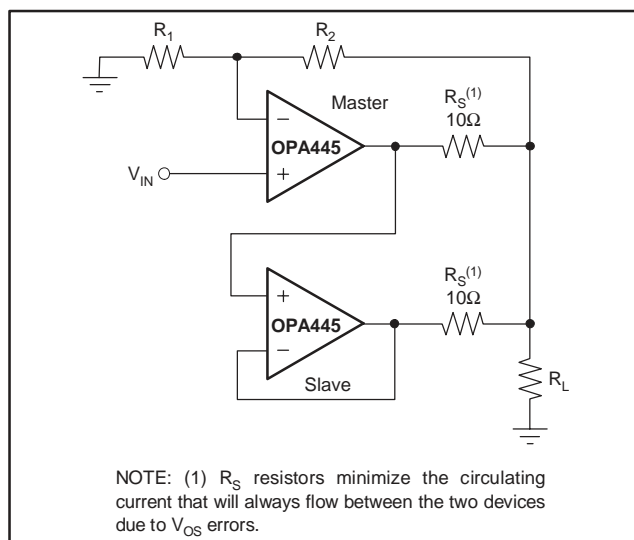 R1
R2
Master
RS(1)
10Ω
−
OPA445
+
VIN
RS(1)
10Ω
+
OPA445
−
Slave
RL
NOTE: (1) RS resistors minimize the circulating
current that will always flow between the two devices
due to VOS errors.